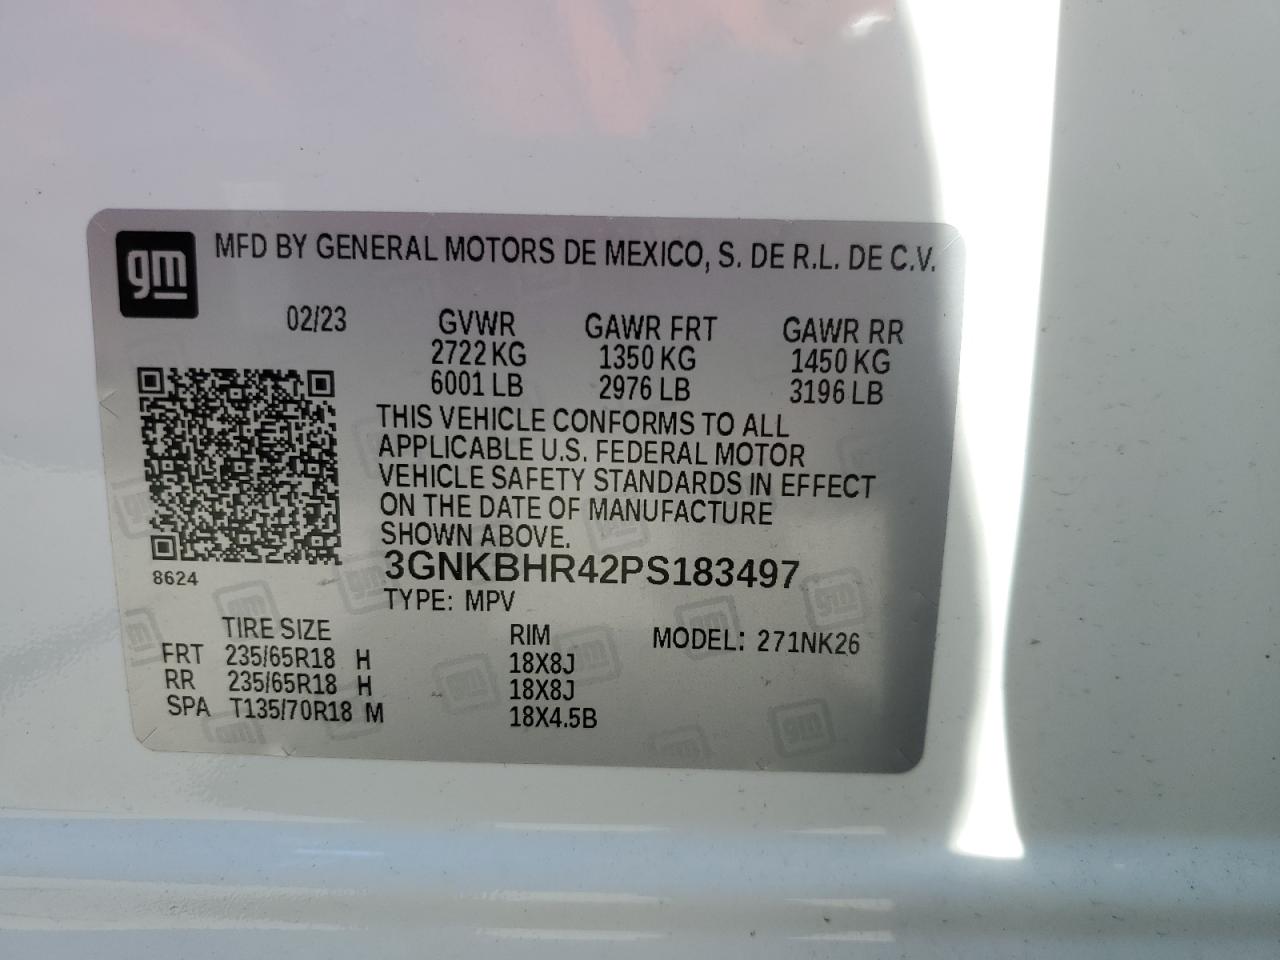 gm MFD BY GENERAL MOTORS DE MEXICO, S. DE R.L. DE C.V.
02/23 GVWR GAWR FRT GAWR RR
2722 KG 1350 KG 1450 KG
6001 LB 2976 LB 3196 LB
THIS VEHICLE CONFORMS TO ALL
APPLICABLE U.S. FEDERAL MOTOR
VEHICLE SAFETY STANDARDS IN EFFECT
ON THE DATE OF MANUFACTURE
SHOWN ABOVE.
3GNKBHR42PS183497
8624
TYPE: MPV
TIRE SIZE RIM MODEL: 271NK26
FRT 235/65R18 H 18X8J
RR 235/65R18 H 18X8J
SPA T135/70R18 M 18X4.5B